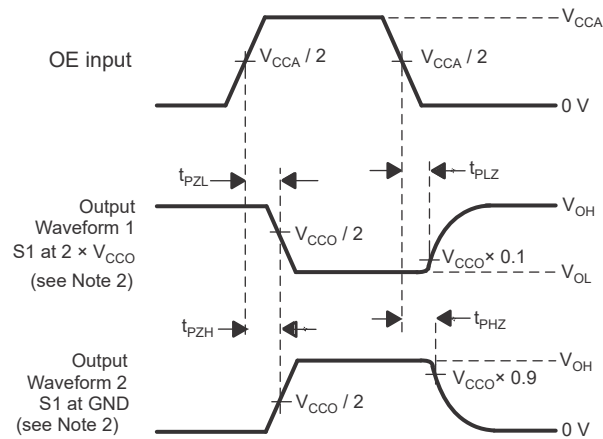 V_CCA
OE input
V_CCA / 2
V_CCA / 2
0 V
t_PZL
t_PLZ
Output
Waveform 1
S1 at 2 × V_CCO
(see Note 2)
V_OH
V_CCO / 2
V_CCO × 0.1
V_OL
t_PZH
t_PHZ
Output
Waveform 2
S1 at GND
(see Note 2)
V_OH
V_CCO × 0.9
V_CCO / 2
0 V